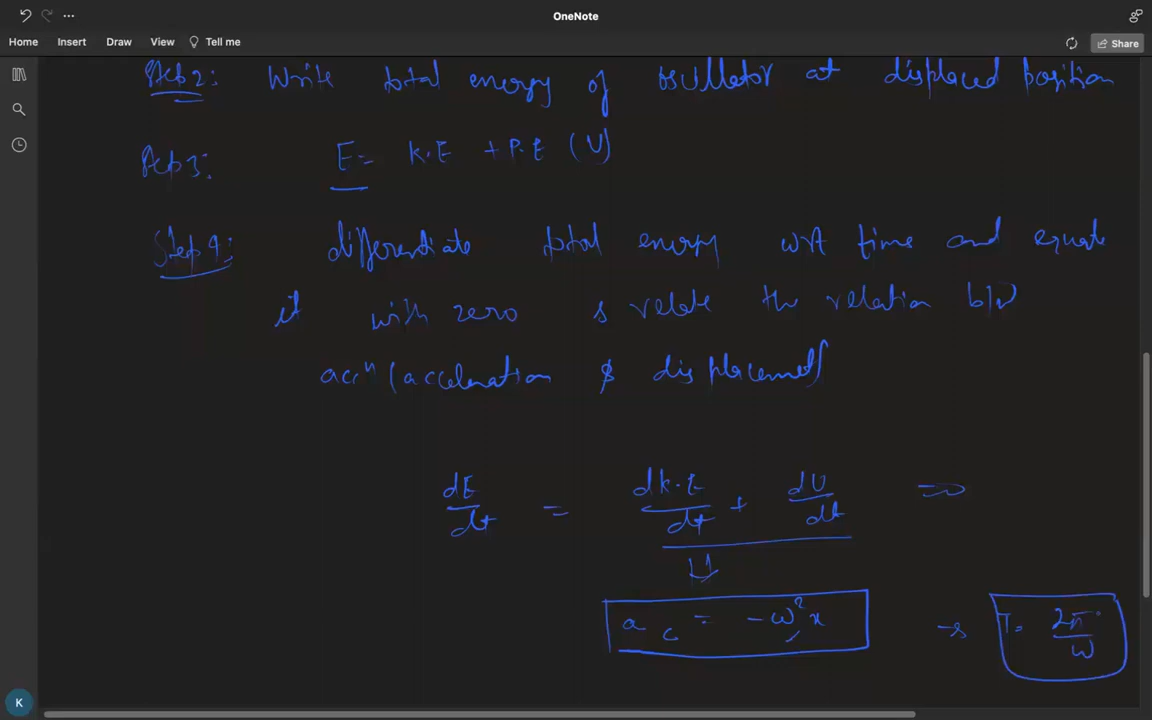 OneNote
Home Insert Draw View Tell me Share
Step 2: Write total energy of oscillator at displaced position
Step 3: E = K.E + P.E (U)
Step 4: differentiate total energy wrt time and equate
it with zero & relate the relation b/w
accⁿ (acceleration & displacement)
dE/dt = dK.E/dt + dU/dt => 0
a = -ω²x → T = 2π/ω
K